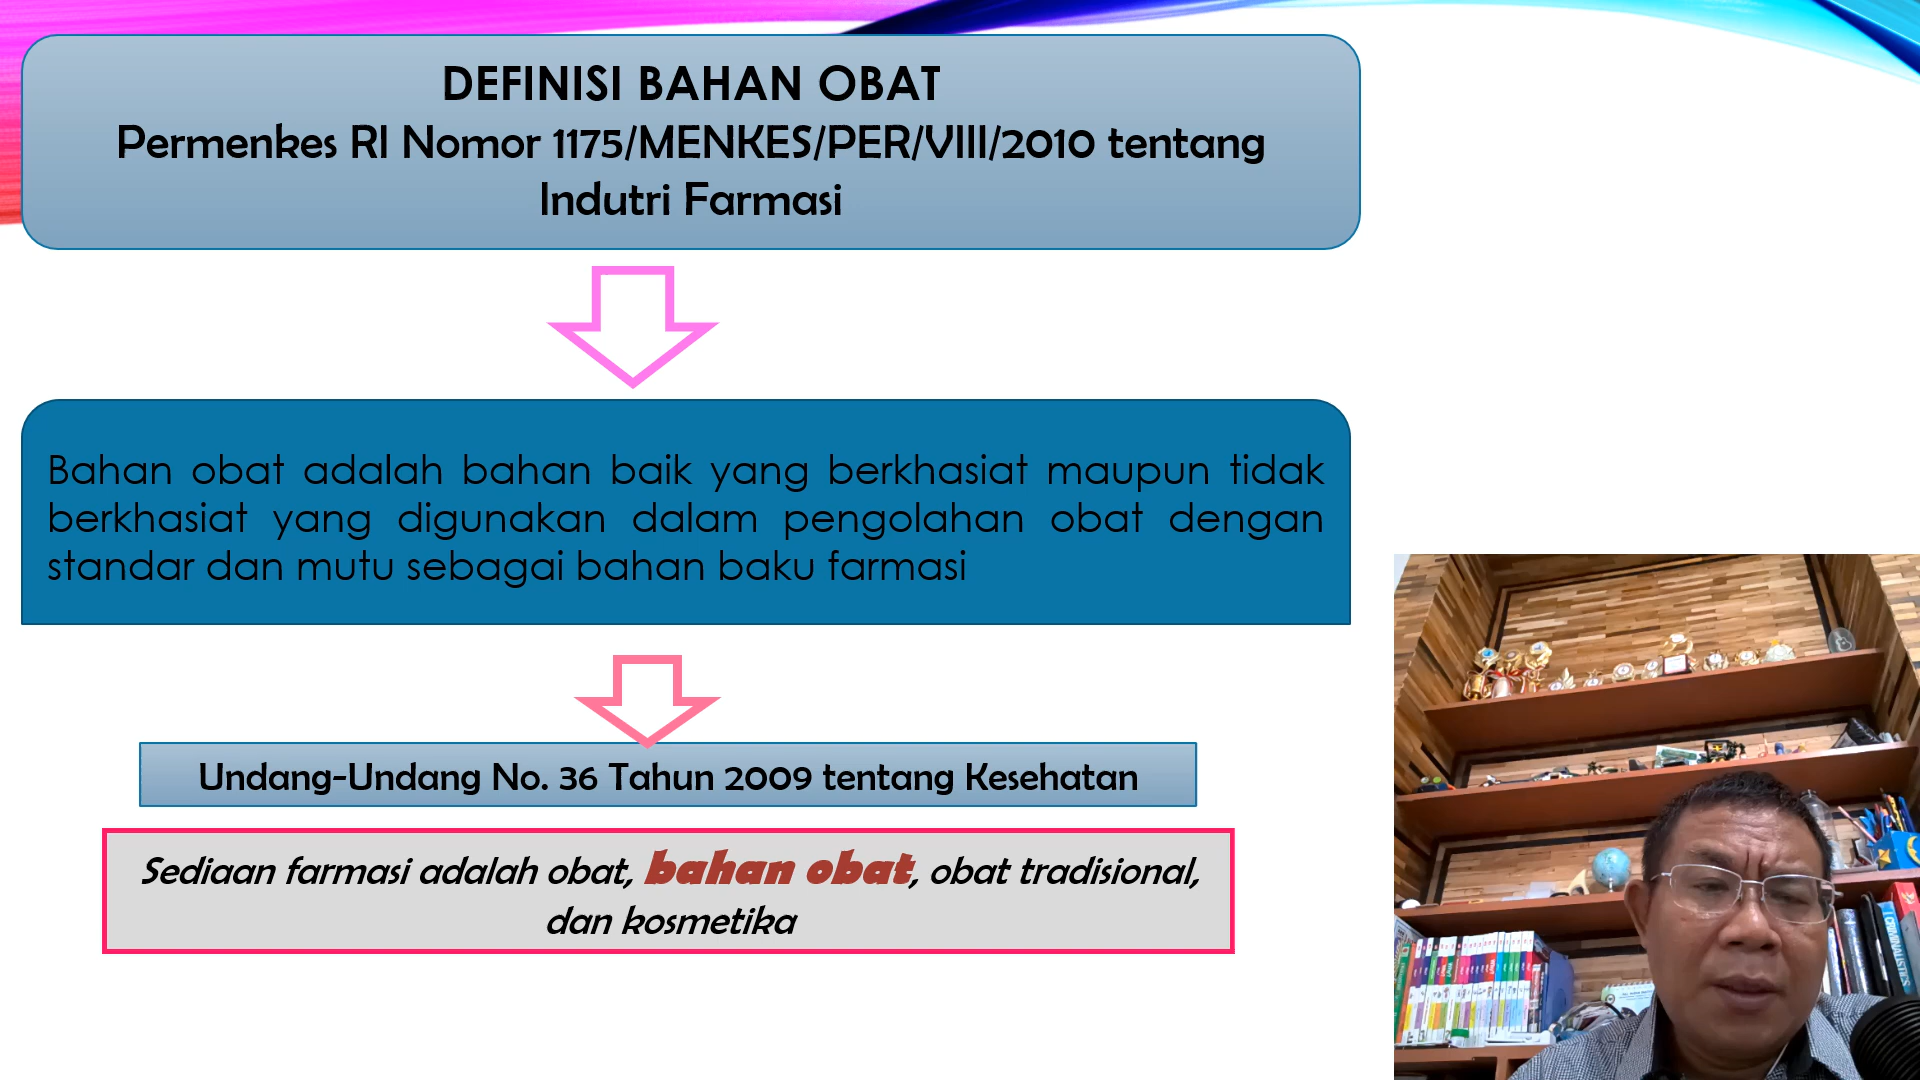 DEFINISI BAHAN OBAT
Permenkes RI Nomor 1175/MENKES/PER/VIII/2010 tentang
Indutri Farmasi
Bahan obat adalah bahan baik yang berkhasiat maupun tidak
berkhasiat yang digunakan dalam pengolahan obat dengan
standar dan mutu sebagai bahan baku farmasi
Undang-Undang No. 36 Tahun 2009 tentang Kesehatan
Sediaan farmasi adalah obat, bahan obat, obat tradisional,
dan kosmetika